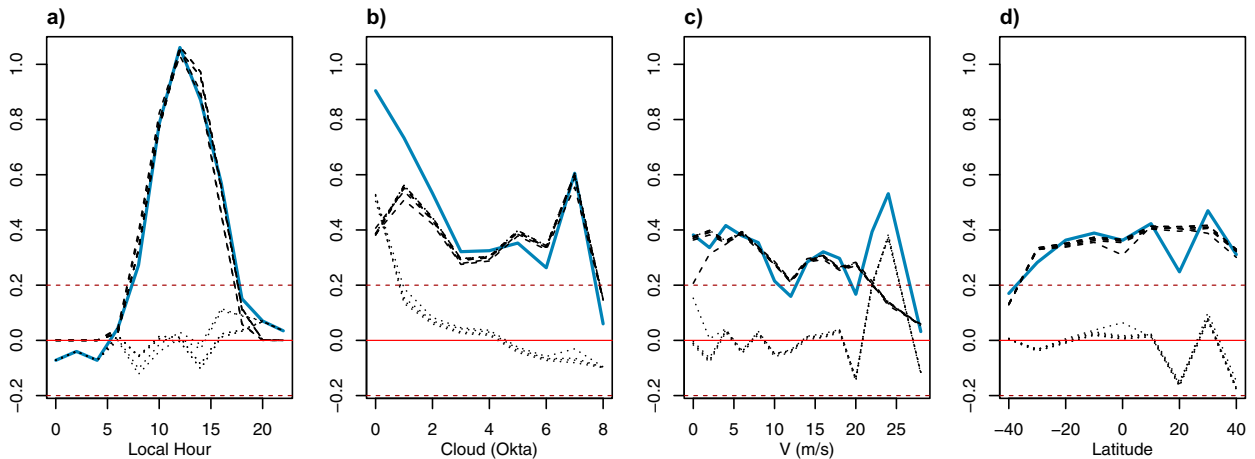 a) b) c) d)
1.0 1.0 1.0 1.0
0.8 0.8 0.8 0.8
0.6 0.6 0.6 0.6
0.4 0.4 0.4 0.4
0.2 0.2 0.2 0.2
0.0 0.0 0.0 0.0
−0.2 −0.2 −0.2 −0.2
0 5 10 15 20 0 2 4 6 8 0 5 10 15 20 25 −40 −20 0 20 40
Local Hour Cloud (Okta) V (m/s) Latitude